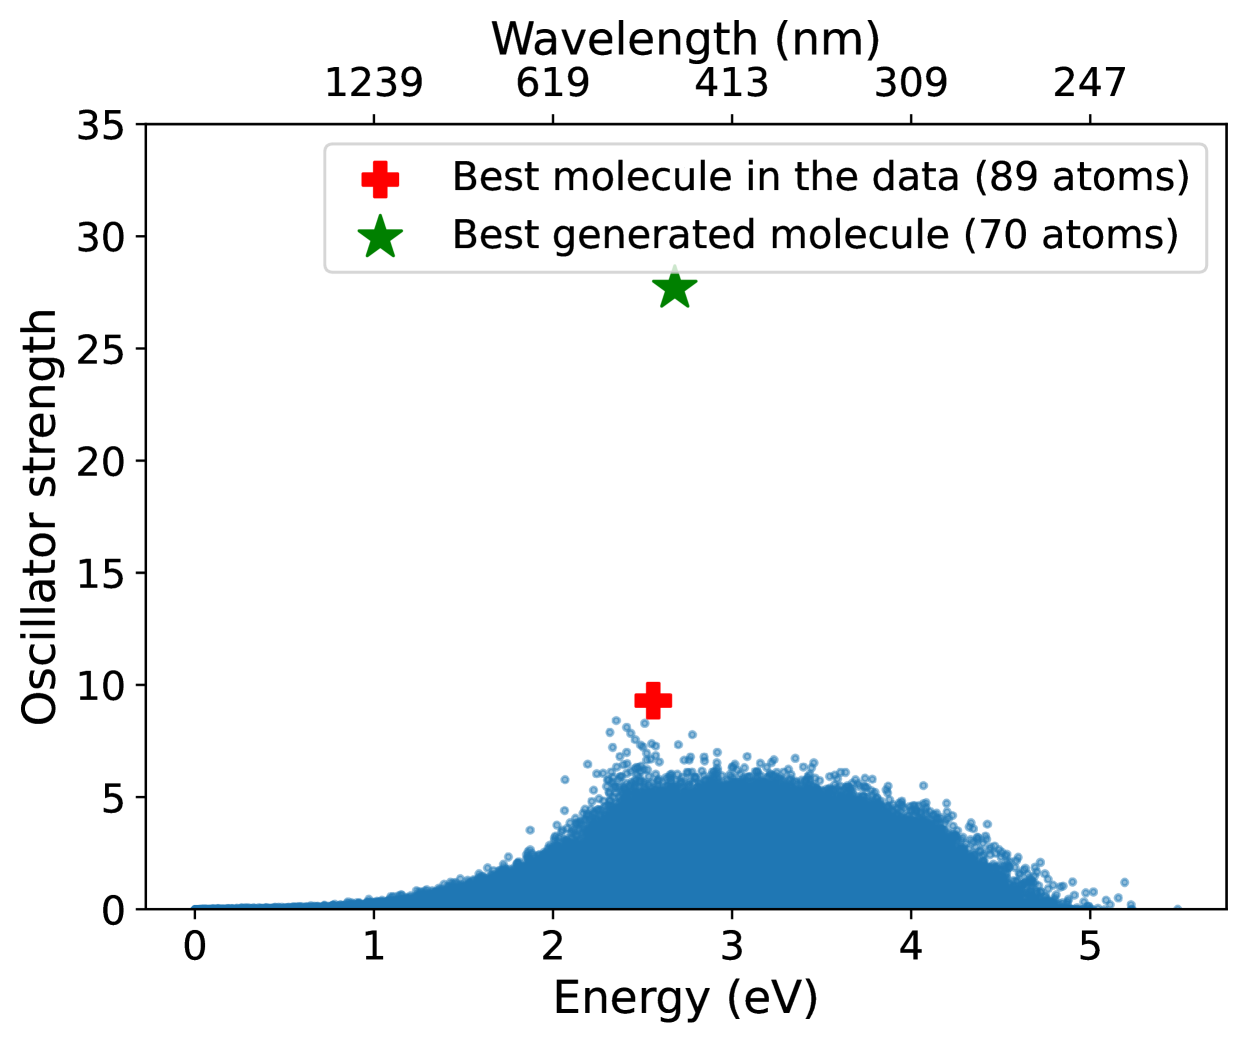 Wavelength (nm)
1239 619 413 309 247
35
30
25
20
15
10
5
0
Oscillator strength
Best molecule in the data (89 atoms)
Best generated molecule (70 atoms)
0 1 2 3 4 5
Energy (eV)